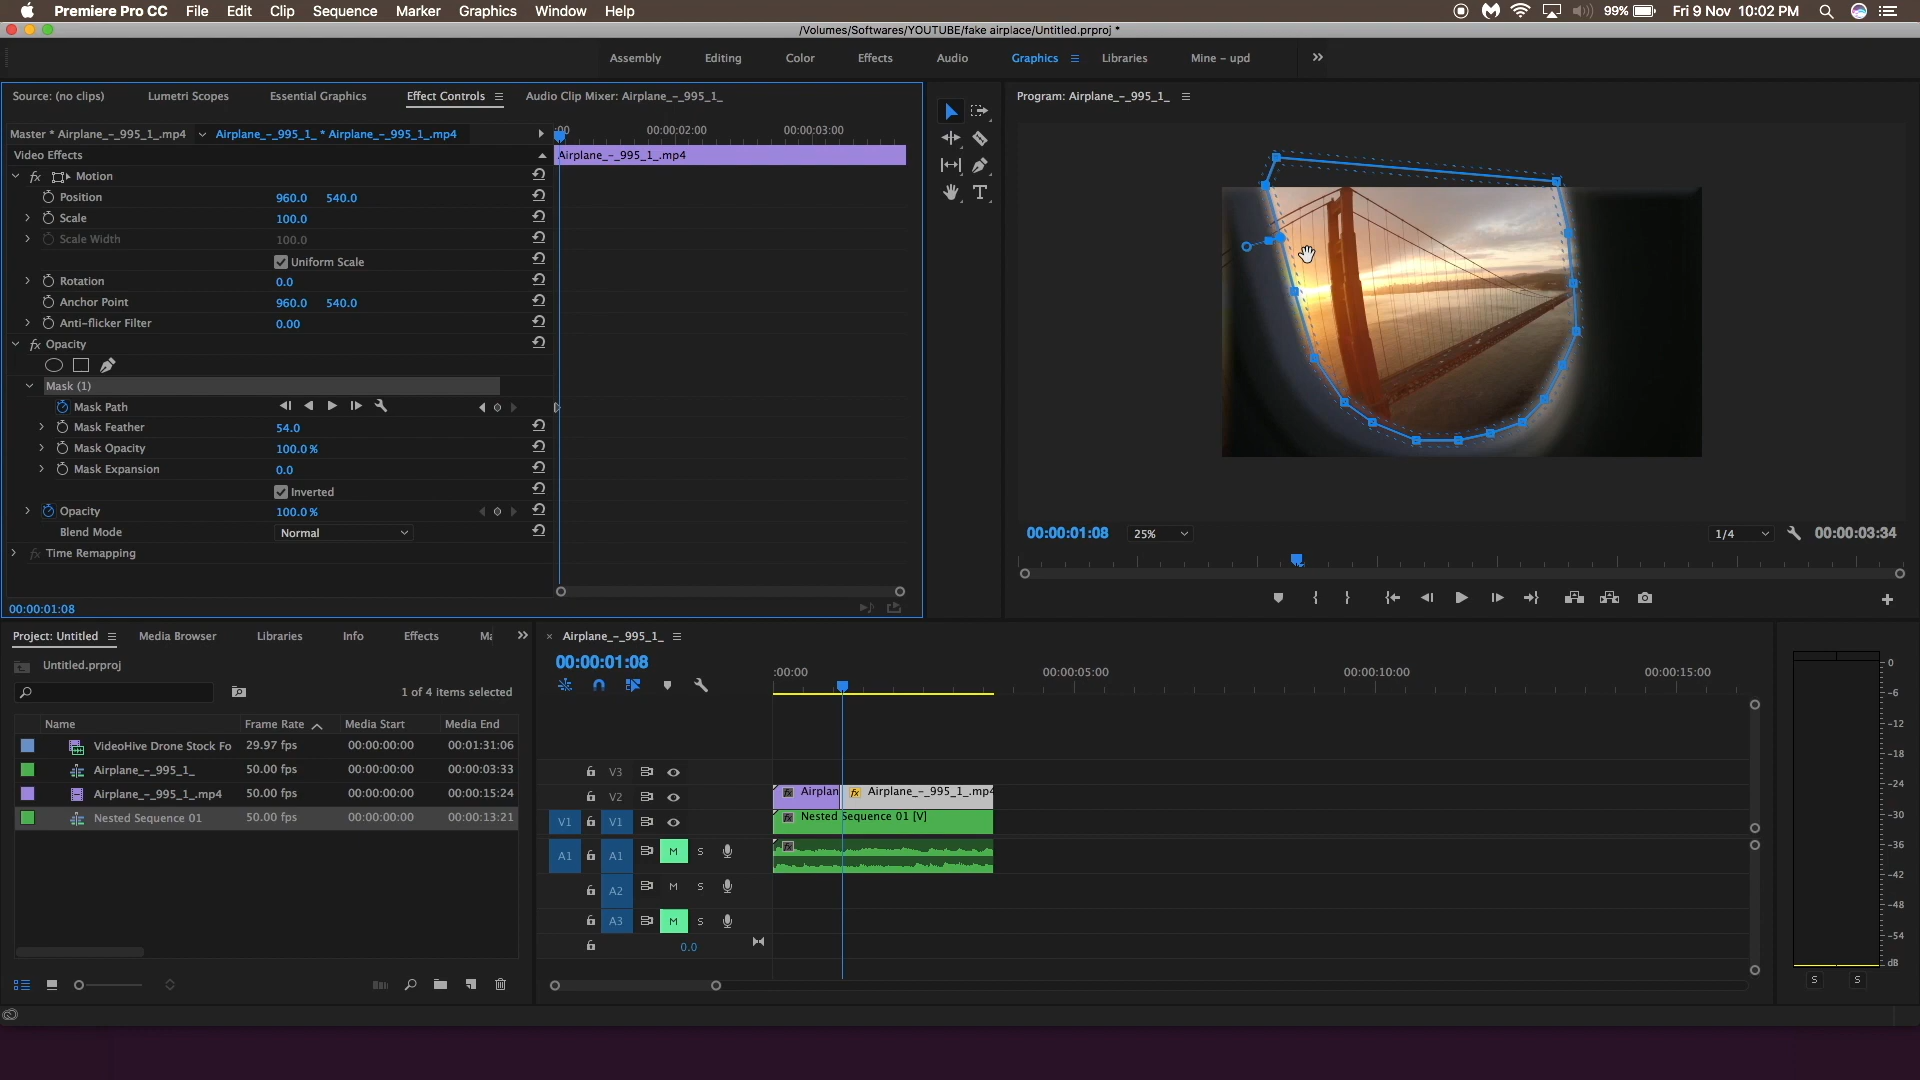 Premiere Pro CC File Edit Clip Sequence Marker Graphics Window Help 99% Fri 9 Nov 10:02 PM
/Volumes/Softwares/YOUTUBE/fake airplace/Untitled.prproj *
Assembly Editing Color Effects Audio Graphics Libraries Mine - upd
Source: (no clips) Lumetri Scopes Essential Graphics Effect Controls Audio Clip Mixer: Airplane_-_995_1_ Program: Airplane_-_995_1_
Master * Airplane_-_995_1_.mp4 Airplane_-_995_1_ * Airplane_-_995_1_.mp4 :00 00:00:02:00 00:00:03:00
Video Effects Airplane_-_995_1_.mp4
fx Motion
Position 960.0 540.0
Scale 100.0
Scale Width 100.0
Uniform Scale
Rotation 0.0
Anchor Point 960.0 540.0
Anti-flicker Filter 0.00
fx Opacity
Mask (1)
Mask Path
Mask Feather 54.0
Mask Opacity 100.0 %
Mask Expansion 0.0
Inverted
Opacity 100.0 %
Blend Mode Normal
fx Time Remapping
00:00:01:08 25% 1/4 00:00:03:34
00:00:01:08
Project: Untitled Media Browser Libraries Info Effects Airplane_-_995_1_
Untitled.prproj
00:00:01:08
1 of 4 items selected
:00:00 00:00:05:00 00:00:10:00 00:00:15:00
Name Frame Rate Media Start Media End
VideoHive Drone Stock Fo 29.97 fps 00:00:00:00 00:01:31:06
Airplane_-_995_1_ 50.00 fps 00:00:00:00 00:00:03:33
Airplane_-_995_1_.mp4 50.00 fps 00:00:00:00 00:00:15:24
Nested Sequence 01 50.00 fps 00:00:00:00 00:00:13:21
V3
V2 Airplan fx Airplane_-_995_1_.mp4
V1 V1 Nested Sequence 01 [V]
A1 A1 M S
A2 M S
A3 M S
0.0
0
-6
-12
-18
-24
-30
-36
-42
-48
-54
dB
S S